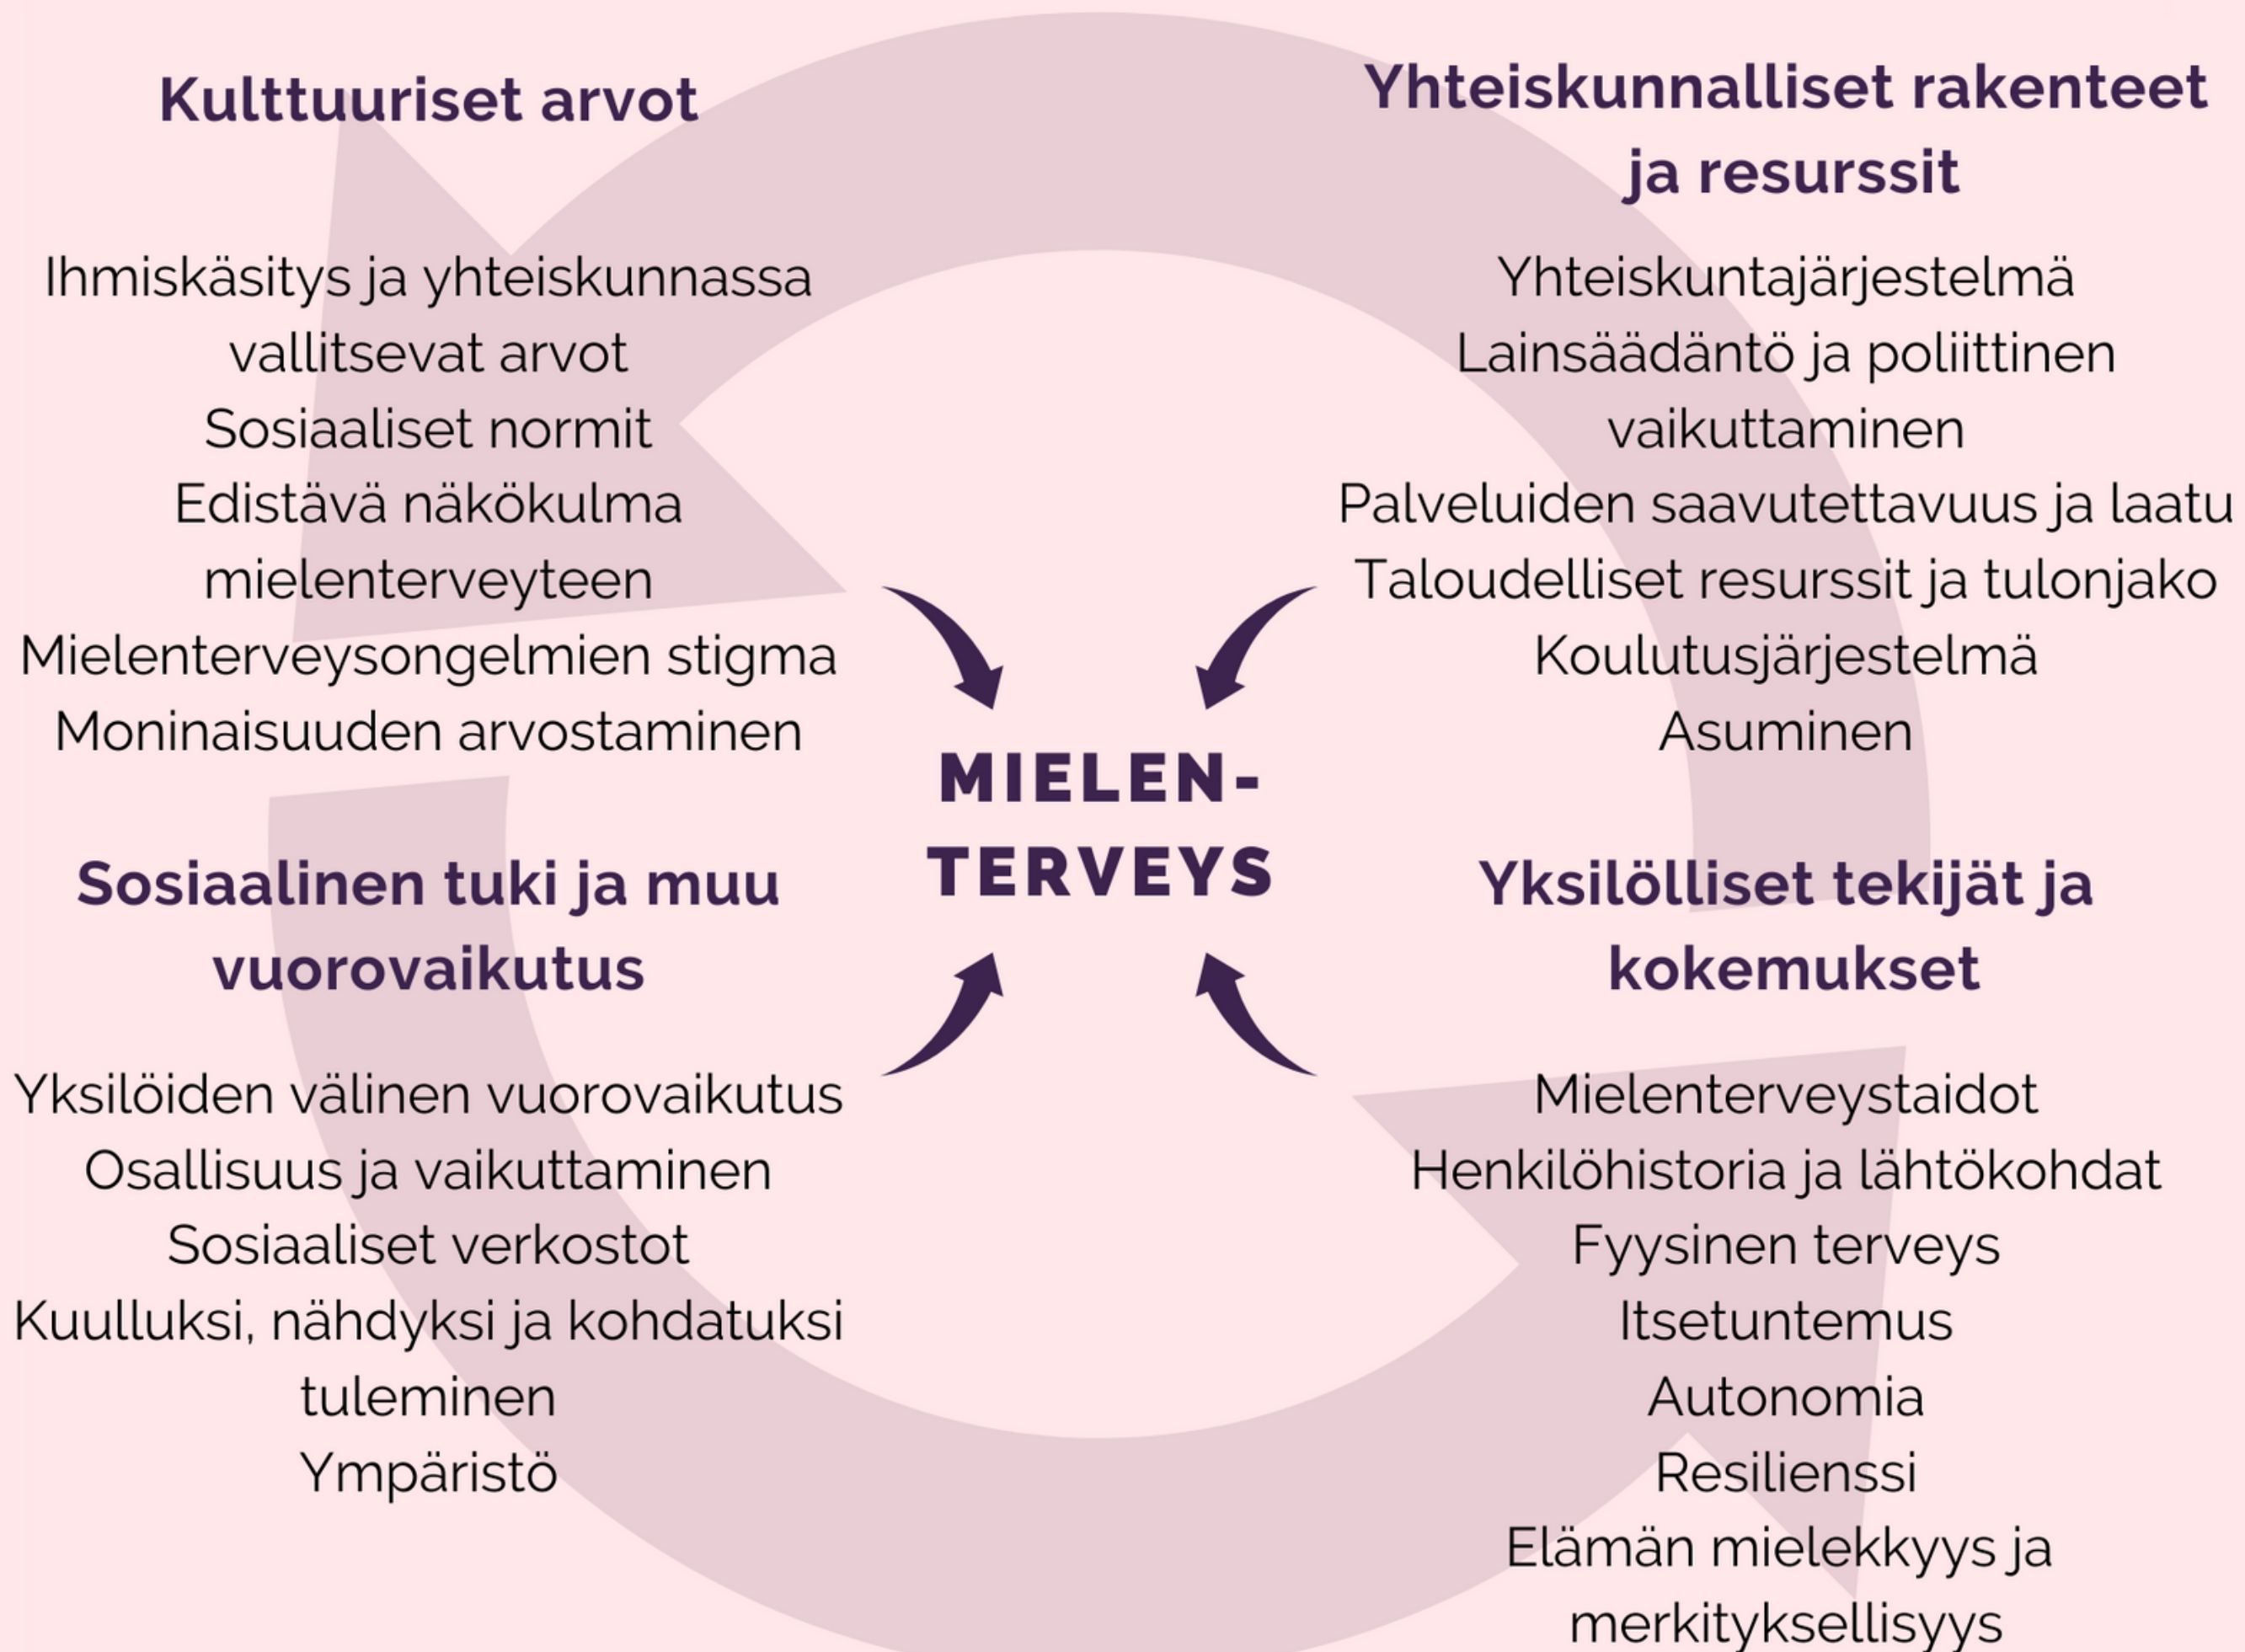 Kulttuuriset arvot
Ihmiskäsitys ja yhteiskunnassa
vallitsevat arvot
Sosiaaliset normit
Edistävä näkökulma
mielenterveyteen
Mielenterveysongelmien stigma
Moninaisuuden arvostaminen
Yhteiskunnalliset rakenteet
ja resurssit
Yhteiskuntajärjestelmä
Lainsäädäntö ja poliittinen
vaikuttaminen
Palveluiden saavutettavuus ja laatu
Taloudelliset resurssit ja tulonjako
Koulutusjärjestelmä
Asuminen
MIELEN-
TERVEYS
Sosiaalinen tuki ja muu
vuorovaikutus
Yksilöiden välinen vuorovaikutus
Osallisuus ja vaikuttaminen
Sosiaaliset verkostot
Kuulluksi, nähdyksi ja kohdatuksi
tuleminen
Ympäristö
Yksilölliset tekijät ja
kokemukset
Mielenterveystaidot
Henkilöhistoria ja lähtökohdat
Fyysinen terveys
Itsetuntemus
Autonomia
Resilienssi
Elämän mielekkyys ja
merkityksellisyys